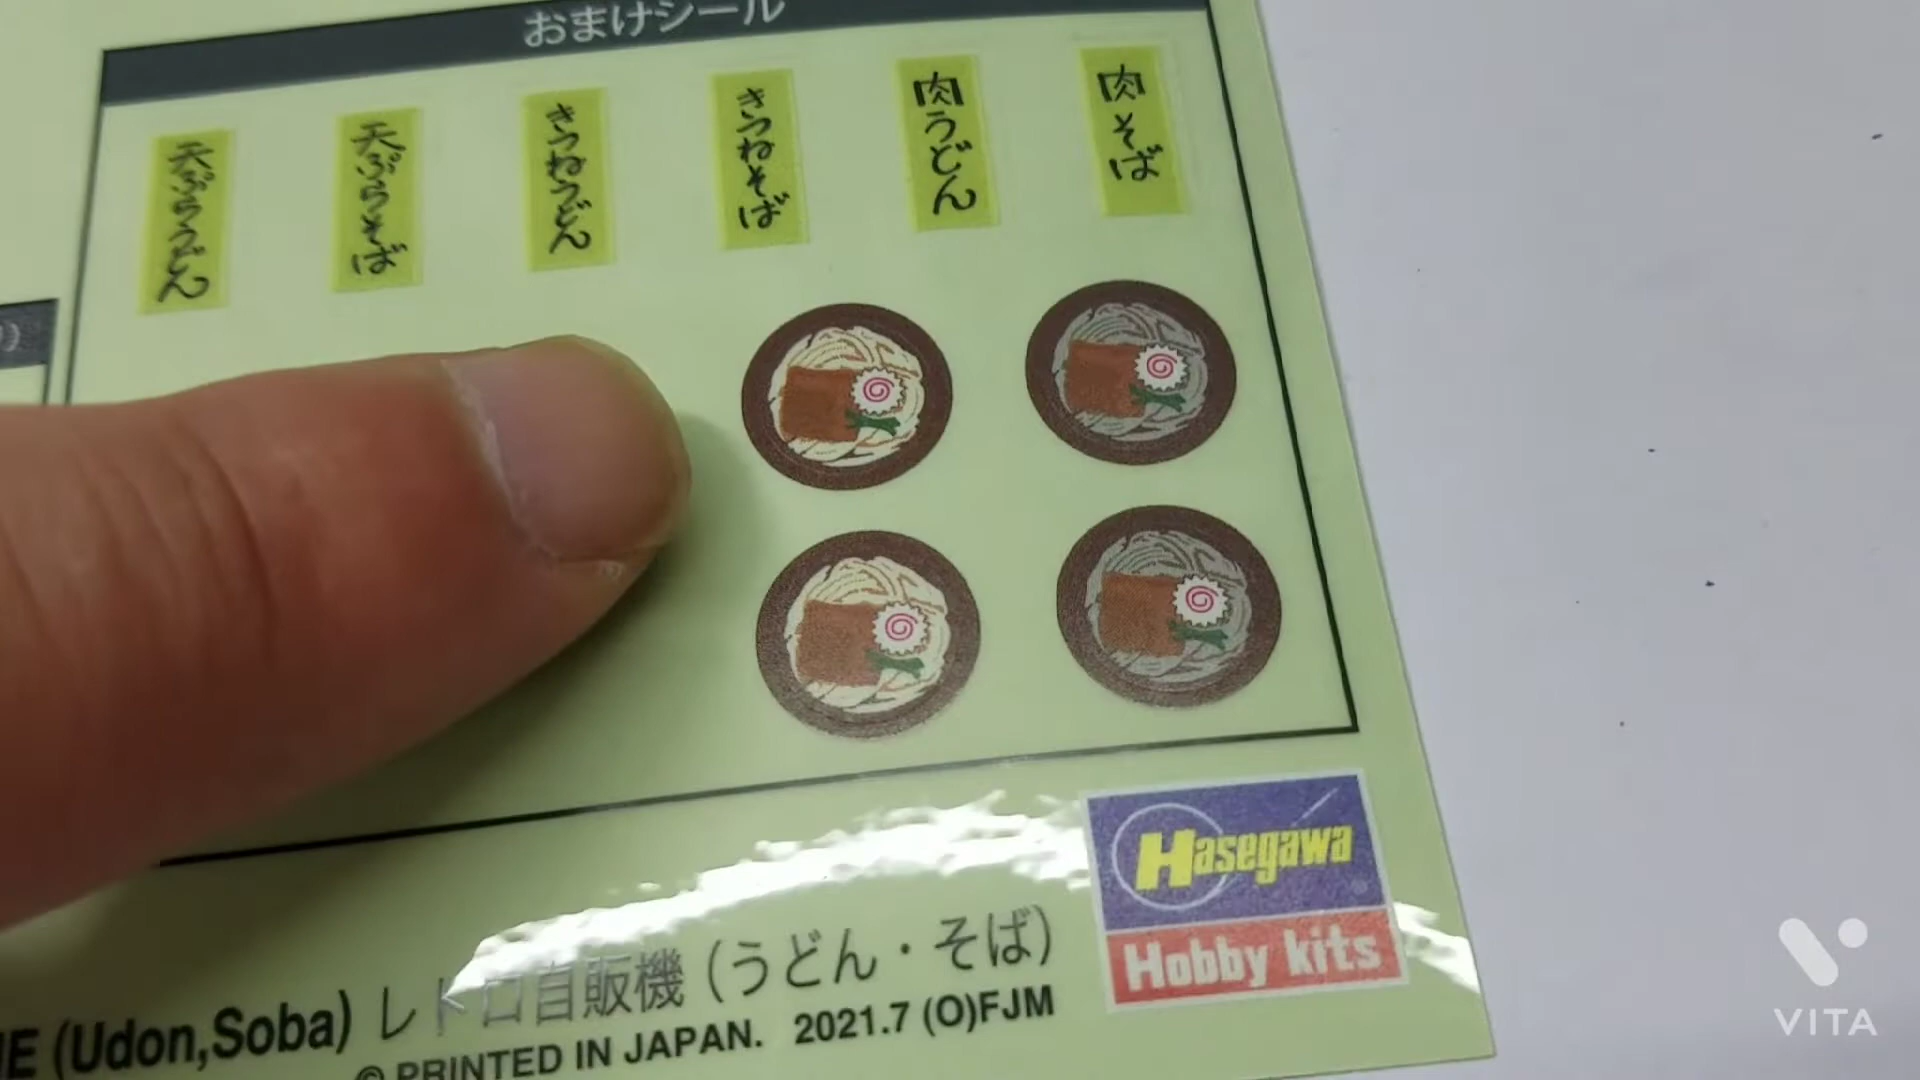 おまけシール
天ぷらうどん
天ぷらそば
きつねうどん
きつねそば
肉うどん
肉そば
Hasegawa
Hobby kits
(Udon,Soba) レトロ自販機 (うどん・そば)
© PRINTED IN JAPAN. 2021.7 (O)FJM
VITA